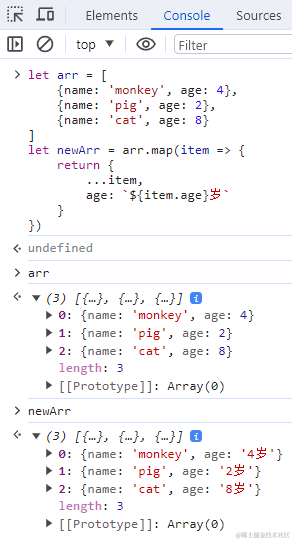 Elements Console Sources
top Filter
let arr = [
{name: 'monkey', age: 4},
{name: 'pig', age: 2},
{name: 'cat', age: 8}
]
let newArr = arr.map(item => {
return {
...item,
age: `${item.age}岁`
}
})
undefined
arr
(3) [{…}, {…}, {…}] i
0: {name: 'monkey', age: 4}
1: {name: 'pig', age: 2}
2: {name: 'cat', age: 8}
length: 3
[[Prototype]]: Array(0)
newArr
(3) [{…}, {…}, {…}] i
0: {name: 'monkey', age: '4岁'}
1: {name: 'pig', age: '2岁'}
2: {name: 'cat', age: '8岁'}
length: 3
[[Prototype]]: Array(0)
@稀土掘金技术社区